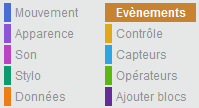 Mouvement
Evènements
Apparence
Contrôle
Son
Capteurs
Stylo
Opérateurs
Données
Ajouter blocs